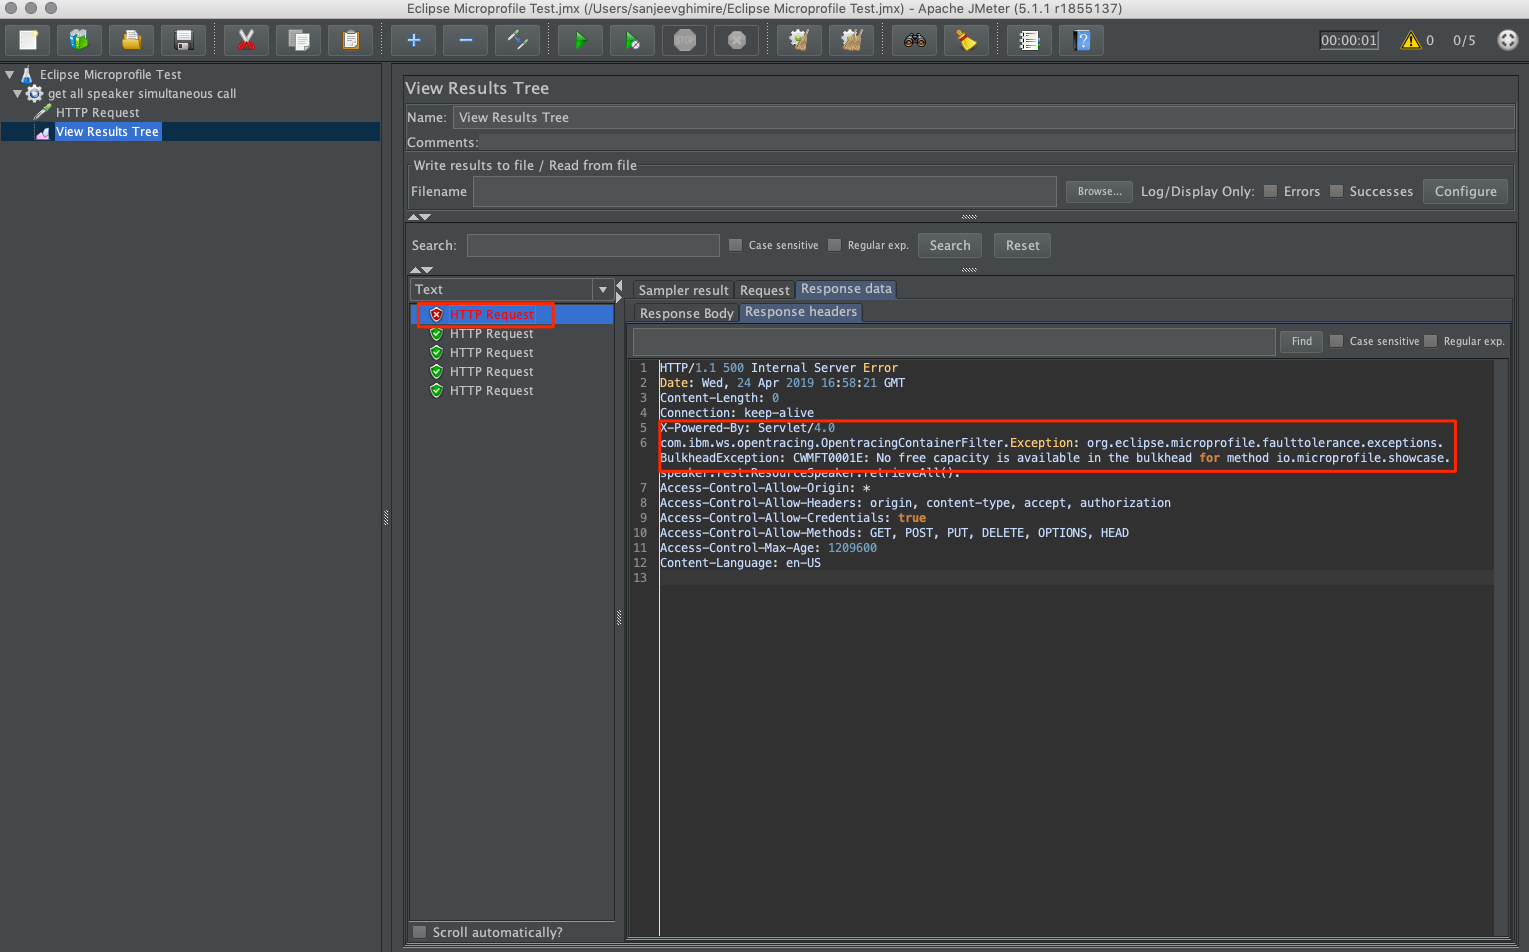 Eclipse Microprofile Test.jmx (/Users/sanjeevghimire/Eclipse Microprofile Test.jmx) - Apache JMeter (5.1.1 r1855137)
STOP
00:00:01
0
0/5
Eclipse Microprofile Test
get all speaker simultaneous call
HTTP Request
View Results Tree
View Results Tree
Name: View Results Tree
Comments:
Write results to file / Read from file
Filename
Browse...
Log/Display Only:
Errors
Successes
Configure
Search:
Case sensitive
Regular exp.
Search
Reset
Text
HTTP Request
HTTP Request
HTTP Request
HTTP Request
HTTP Request
Scroll automatically?
Sampler result
Request
Response data
Response Body
Response headers
Find
Case sensitive
Regular exp.
1 HTTP/1.1 500 Internal Server Error
2 Date: Wed, 24 Apr 2019 16:58:21 GMT
3 Content-Length: 0
4 Connection: keep-alive
5 X-Powered-By: Servlet/4.0
6 com.ibm.ws.opentracing.OpentracingContainerFilter.Exception: org.eclipse.microprofile.faulttolerance.exceptions.
BulkheadException: CWMFT0001E: No free capacity is available in the bulkhead for method io.microprofile.showcase.
speaker.rest.ResourceSpeaker.retrieveAll().
7 Access-Control-Allow-Origin: *
8 Access-Control-Allow-Headers: origin, content-type, accept, authorization
9 Access-Control-Allow-Credentials: true
10 Access-Control-Allow-Methods: GET, POST, PUT, DELETE, OPTIONS, HEAD
11 Access-Control-Max-Age: 1209600
12 Content-Language: en-US
13